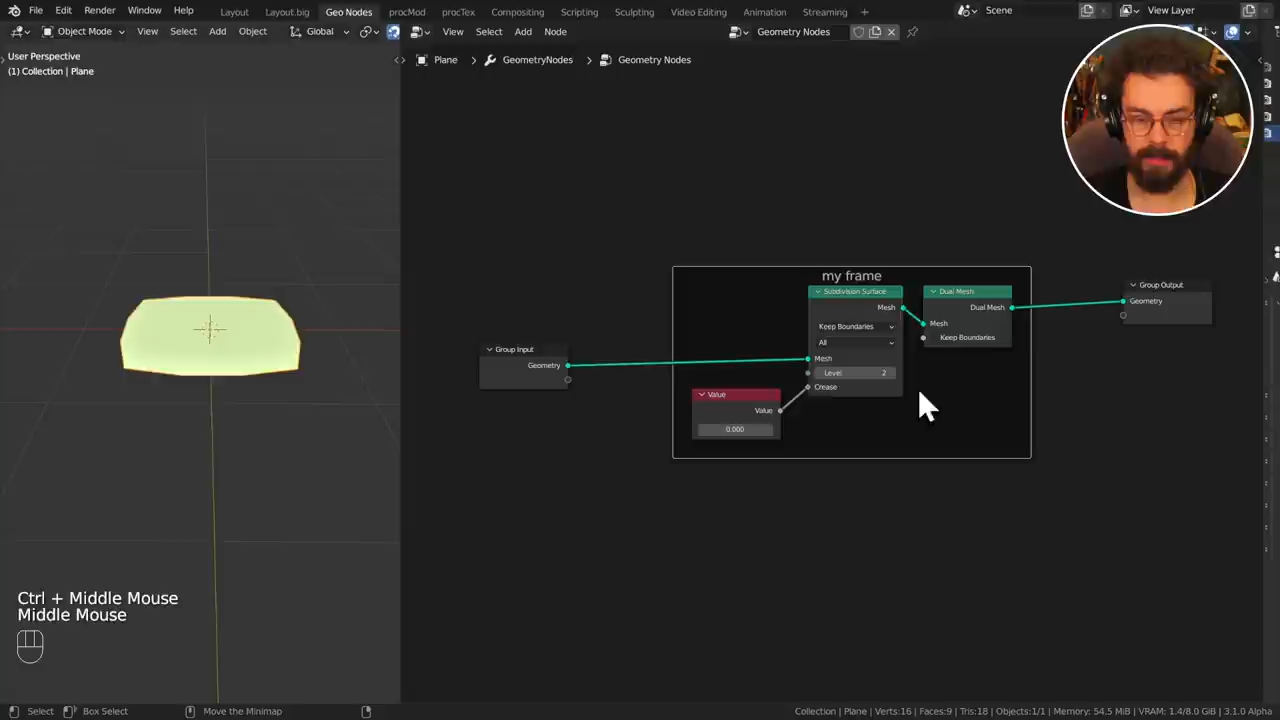 File Edit Render Window Help Layout Layout.big Geo Nodes procMod procTex Compositing Scripting Sculpting Video Editing Animation Streaming + Scene View Layer
Object Mode View Select Add Object Global View Select Add Node Geometry Nodes
User Perspective
(1) Collection | Plane
Plane > GeometryNodes > Geometry Nodes
my frame
Subdivision Surface
Mesh
Keep Boundaries
All
Mesh
Level 2
Crease
Dual Mesh
Dual Mesh
Mesh
Keep Boundaries
Group Output
Geometry
Group Input
Geometry
Value
Value
0.000
Ctrl + Middle Mouse
Middle Mouse
Select Box Select Move the Minimap Collection | Plane | Verts:16 | Faces:9 | Tris:18 | Objects:1/1 | Memory: 54.5 MiB | VRAM: 1.4/8.0 GiB | 3.1.0 Alpha